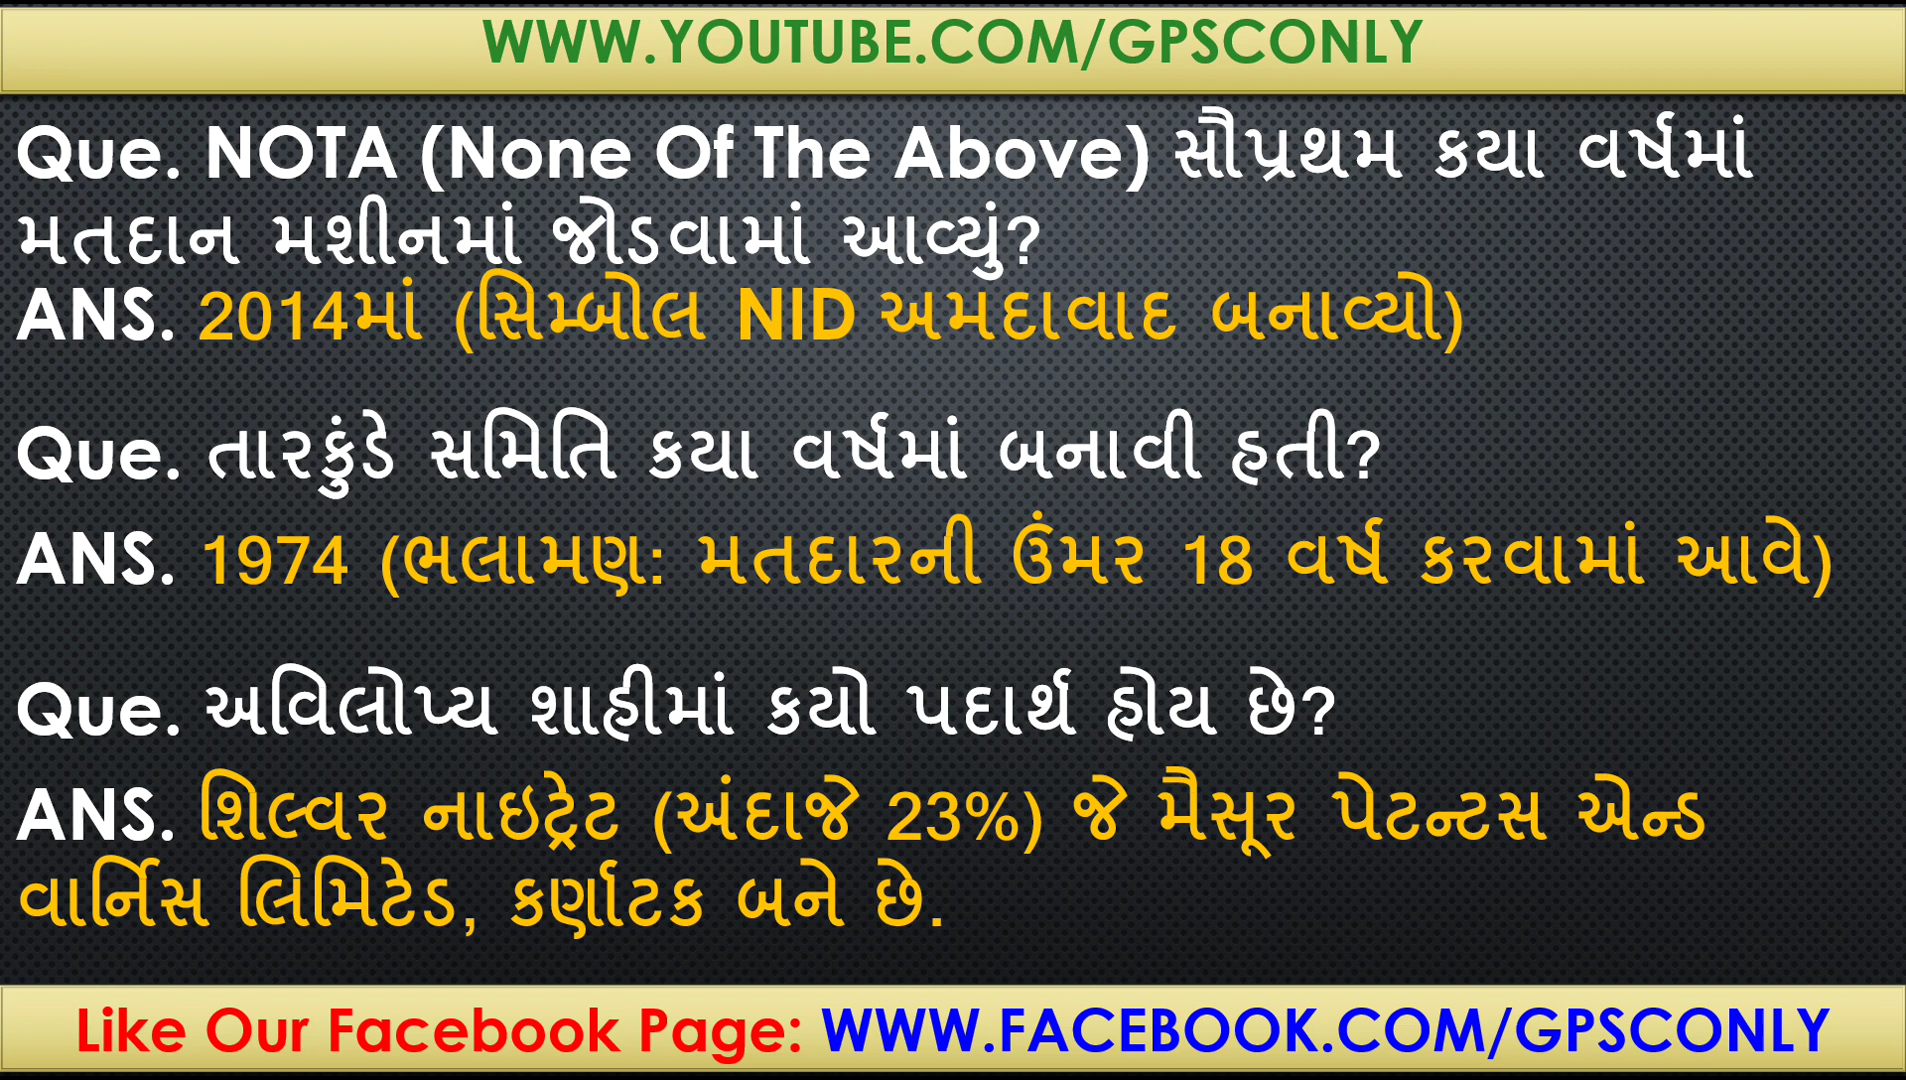 WWW.YOUTUBE.COM/GPSCONLY
Que. NOTA (None Of The Above) સૌપ્રથમ કયા વર્ષમાં
મતદાન મશીનમાં જોડવામાં આવ્યું?
ANS. 2014માં (સિમ્બોલ NID અમદાવાદ બનાવ્યો)
Que. તારકુંડે સમિતિ કયા વર્ષમાં બનાવી હતી?
ANS. 1974 (ભલામણ: મતદારની ઉંમર 18 વર્ષ કરવામાં આવે)
Que. અવિલોપ્ય શાહીમાં કયો પદાર્થ હોય છે?
ANS. શિલ્વર નાઇટ્રેટ (અંદાજે 23%) જે મૈસૂર પેટન્ટસ એન્ડ
વાર્નિસ લિમિટેડ, કર્ણાટક બને છે.
Like Our Facebook Page: WWW.FACEBOOK.COM/GPSCONLY